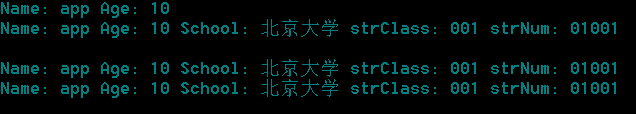 Name: app Age: 10
Name: app Age: 10 School: 北京大学 strClass: 001 strNum: 01001
Name: app Age: 10 School: 北京大学 strClass: 001 strNum: 01001
Name: app Age: 10 School: 北京大学 strClass: 001 strNum: 01001